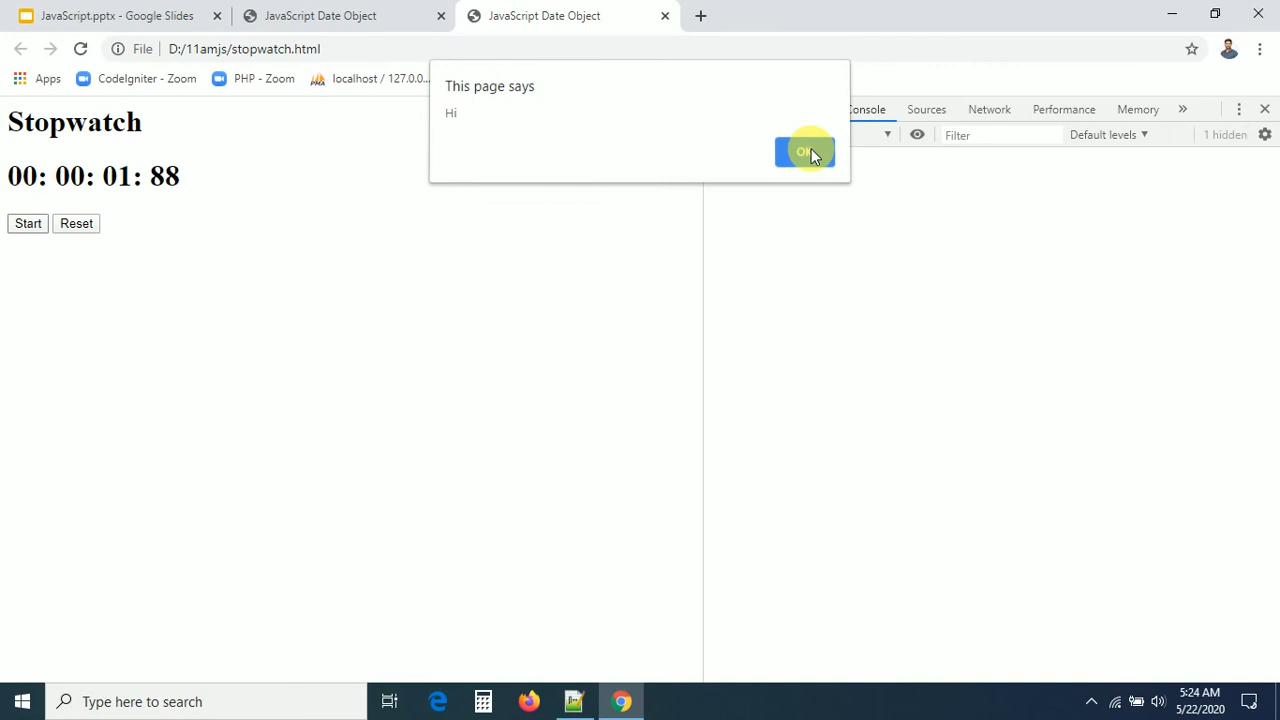 JavaScript.pptx - Google Slides
JavaScript Date Object
JavaScript Date Object
File
D:/11amjs/stopwatch.html
Apps
CodeIgniter - Zoom
PHP - Zoom
localhost / 127.0.0...
This page says
Hi
OK
Console
Sources
Network
Performance
Memory
Filter
Default levels
1 hidden
Stopwatch
00: 00: 01: 88
Start
Reset
Type here to search
5:24 AM
5/22/2020